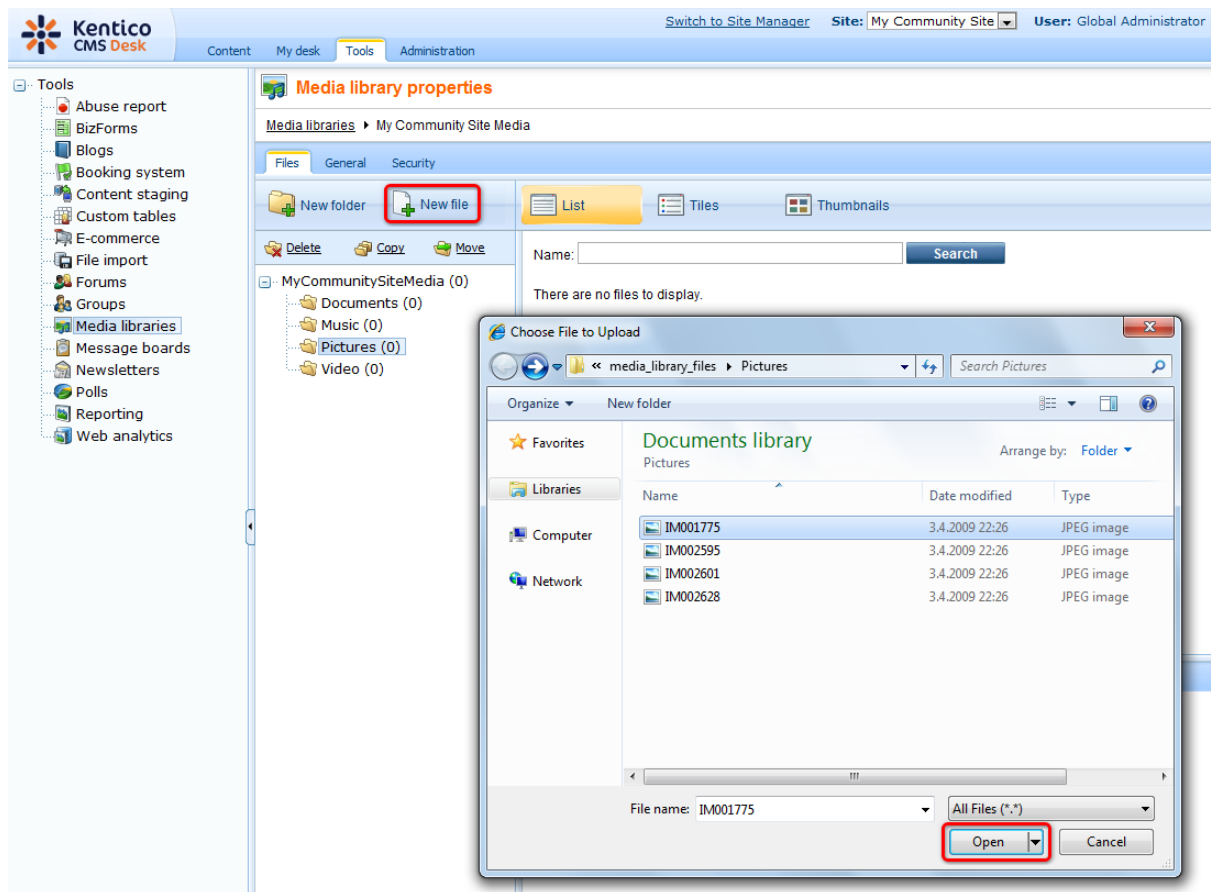 Kentico
CMS Desk
Switch to Site Manager Site: My Community Site User: Global Administrator
Content My desk Tools Administration
Tools
Abuse report
BizForms
Blogs
Booking system
Content staging
Custom tables
E-commerce
File import
Forums
Groups
Media libraries
Message boards
Newsletters
Polls
Reporting
Web analytics
Media library properties
Media libraries My Community Site Media
Files General Security
New folder New file
List Tiles Thumbnails
Delete Copy Move
Name: Search
MyCommunitySiteMedia (0)
Documents (0)
Music (0)
Pictures (0)
Video (0)
There are no files to display.
Choose File to Upload
« media_library_files Pictures
Search Pictures
Organize New folder
Favorites
Libraries
Computer
Network
Documents library
Pictures
Arrange by: Folder
Name Date modified Type
IM001775 3.4.2009 22:26 JPEG image
IM002595 3.4.2009 22:26 JPEG image
IM002601 3.4.2009 22:26 JPEG image
IM002628 3.4.2009 22:26 JPEG image
File name: IM001775 All Files (*.*)
Open Cancel